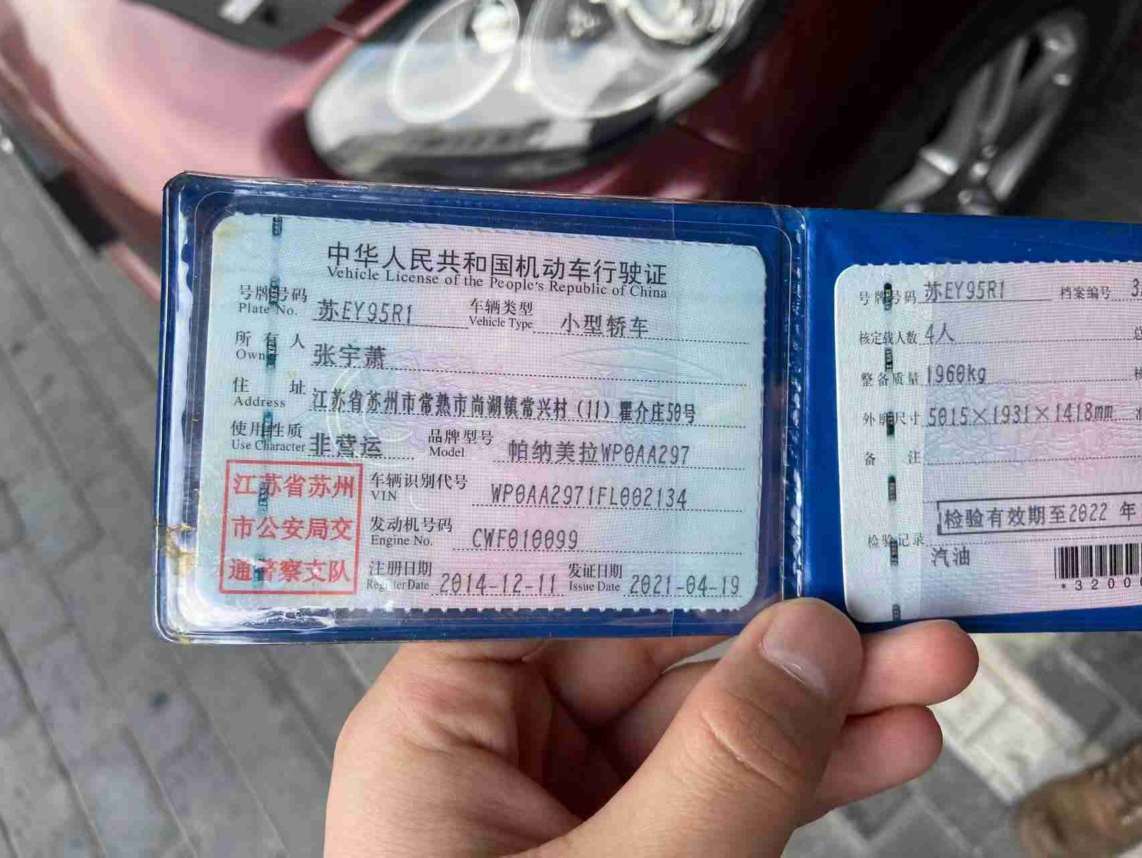 中华人民共和国机动车行驶证
Vehicle License of the People's Republic of China
号牌号码 苏EY95R1 车辆类型 小型轿车
Plate No. Vehicle Type
所有人 张宇萧
Owner
住址 江苏省苏州市常熟市尚湖镇常兴村(11)瞿介庄50号
Address
使用性质 非营运 品牌型号 帕纳美拉WP0AA297
Use Character Model
江苏省苏州
市公安局交
通警察支队
车辆识别代号 WP0AA2971FL002134
VIN
发动机号码 CWF010099
Engine No.
注册日期 2014-12-11 发证日期 2021-04-19
Register Date Issue Date
号牌号码 苏EY95R1 档案编号 3
核定载人数 4人 总
整备质量 1960kg
外廓尺寸 5015×1931×1418mm
备注
检验有效期至2022 年
检验记录
汽油
*3200